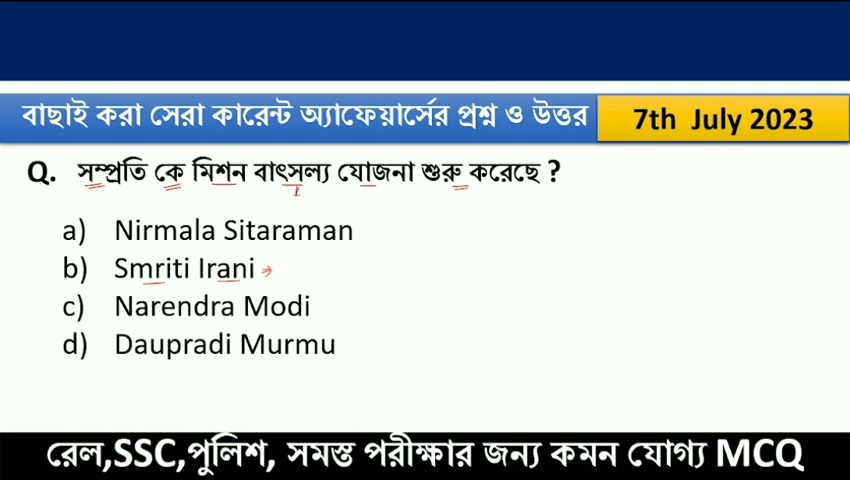 বাছাই করা সেরা কারেন্ট অ্যাফেয়ার্সের প্রশ্ন ও উত্তর
7th July 2023
Q. সম্প্রতি কে মিশন বাৎসল্য যোজনা শুরু করেছে ?
a) Nirmala Sitaraman
b) Smriti Irani
c) Narendra Modi
d) Daupradi Murmu
রেল,SSC,পুলিশ, সমস্ত পরীক্ষার জন্য কমন যোগ্য MCQ